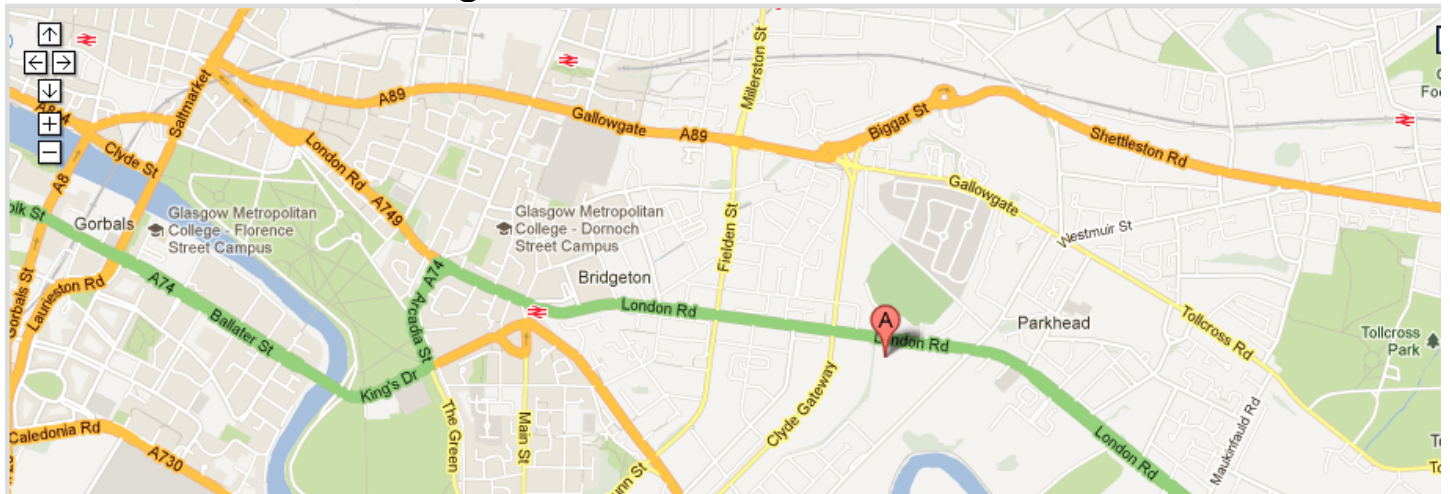 Millerston St
Saltmarket
A89
Gallowgate
A89
Biggar St
Shettleston Rd
A8
Clyde St
London Rd
A749
Gallowgate
Westmuir St
Gorbals
Glasgow Metropolitan
College - Florence
Street Campus
Glasgow Metropolitan
College - Dornoch
Street Campus
Fielden St
Bridgeton
A74
Arcadia St
A74
Ballater St
Gorbals St
Laurieston Rd
London Rd
A
London Rd
Parkhead
Tollcross Rd
Tollcross
Park
King's Dr
The Green
Main St
Clyde Gateway
London Rd
Maukinfauld Rd
Caledonia Rd
A730